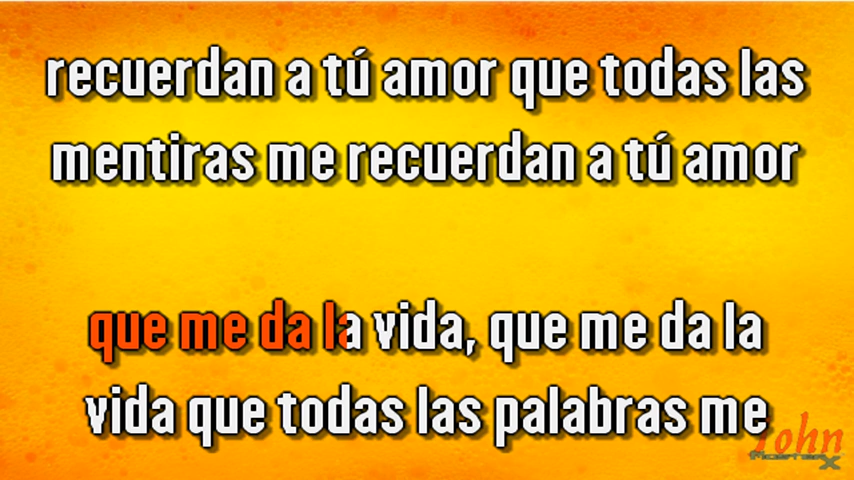 recuerdan a tú amor que todas las
mentiras me recuerdan a tú amor
que me da la vida, que me da la
vida que todas las palabras me
John